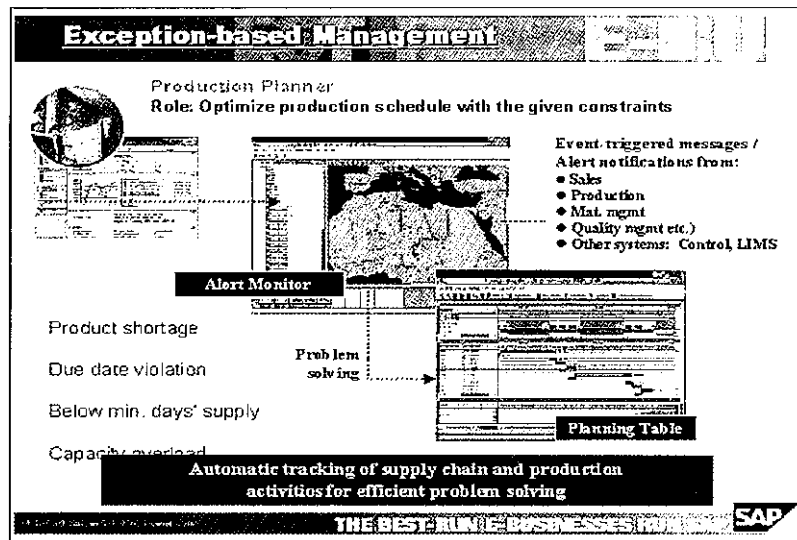 Exception-based Management
Production Planner
Role: Optimize production schedule with the given constraints
Event-triggered messages /
Alert notifications from:
● Sales
● Production
◆ Mat. mgmt
◆ Quality mgmt etc.)
● Other systems: Control, LIMS
Alert Monitor
Product shortage
Due date violation
Below min. days' supply
Capacity overload
Problem
solving
Planning Table
Automatic tracking of supply chain and production
activities for efficient problem solving
THE BEST-RUN E-BUSINESSES RUN SAP